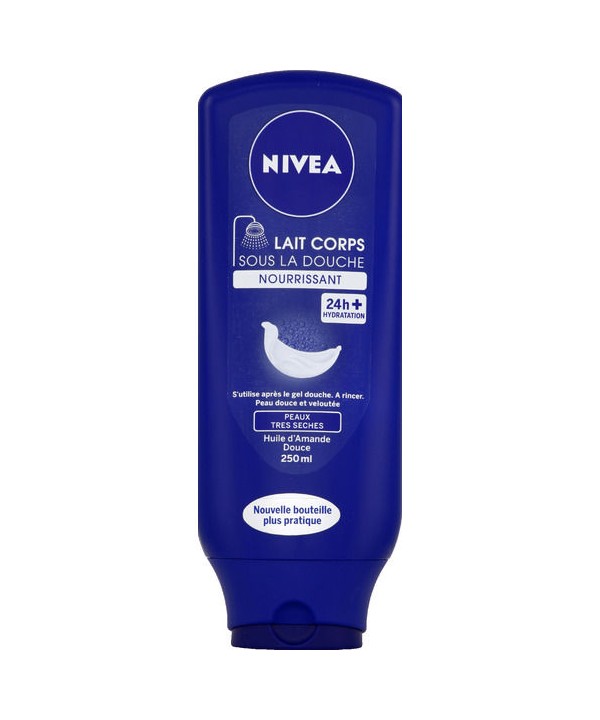 NIVEA
LAIT CORPS
SOUS LA DOUCHE
NOURRISSANT
24h+
HYDRATATION
S'utilise après le gel douche. A rincer.
Peau douce et veloutée
PEAUX
TRES SECHES
Huile d'Amande
Douce
250 ml
Nouvelle bouteille
plus pratique